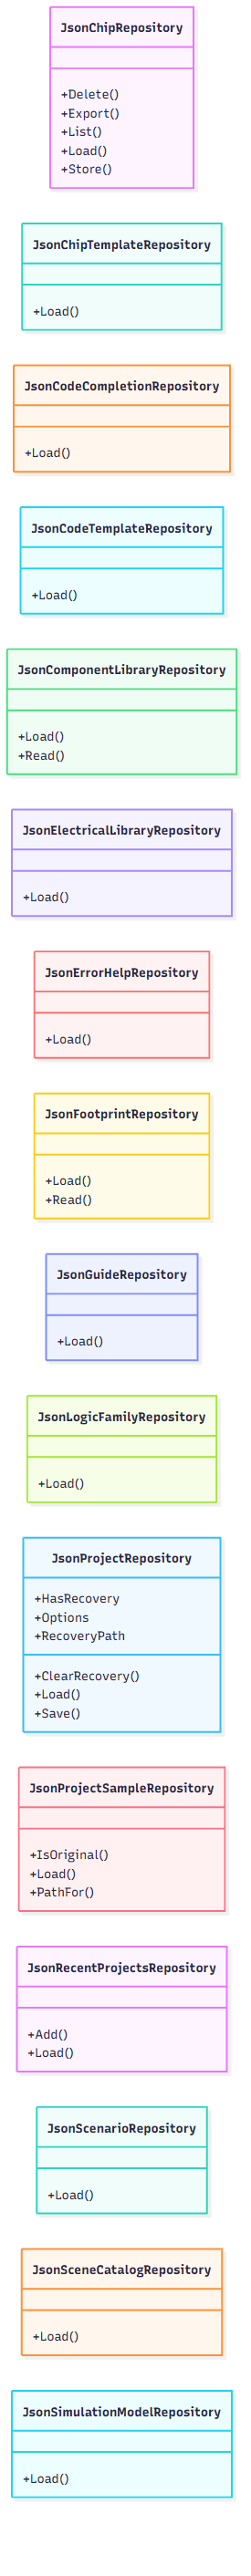 JsonChipRepository
+Delete()
+Export()
+List()
+Load()
+Store()
JsonChipTemplateRepository
+Load()
JsonCodeCompletionRepository
+Load()
JsonCodeTemplateRepository
+Load()
JsonComponentLibraryRepository
+Load()
+Read()
JsonElectricalLibraryRepository
+Load()
JsonErrorHelpRepository
+Load()
JsonFootprintRepository
+Load()
+Read()
JsonGuideRepository
+Load()
JsonLogicFamilyRepository
+Load()
JsonProjectRepository
+HasRecovery
+Options
+RecoveryPath
+ClearRecovery()
+Load()
+Save()
JsonProjectSampleRepository
+IsOriginal()
+Load()
+PathFor()
JsonRecentProjectsRepository
+Add()
+Load()
JsonScenarioRepository
+Load()
JsonSceneCatalogRepository
+Load()
JsonSimulationModelRepository
+Load()